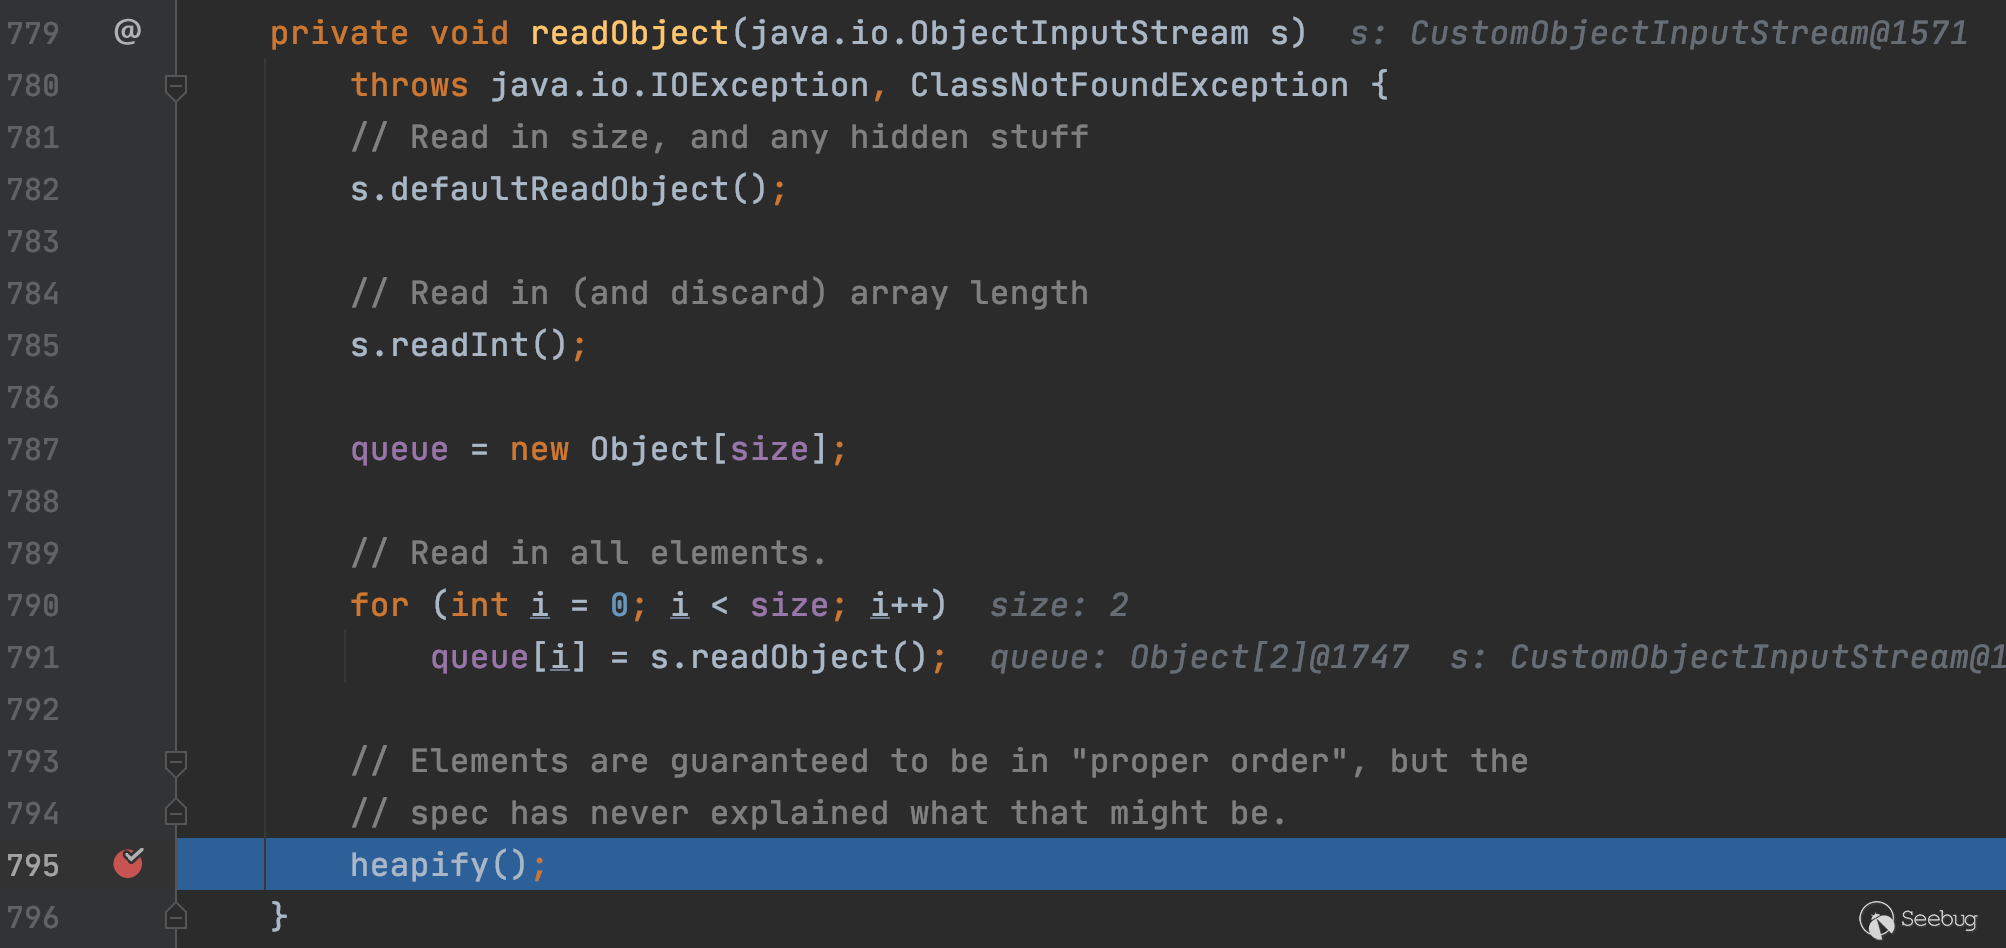 779 @ private void readObject(java.io.ObjectInputStream s) s: CustomObjectInputStream@1571
780 throws java.io.IOException, ClassNotFoundException {
781 // Read in size, and any hidden stuff
782 s.defaultReadObject();
783
784 // Read in (and discard) array length
785 s.readInt();
786
787 queue = new Object[size];
788
789 // Read in all elements.
790 for (int i = 0; i < size; i++) size: 2
791 queue[i] = s.readObject(); queue: Object[2]@1747 s: CustomObjectInputStream@1
792
793 // Elements are guaranteed to be in "proper order", but the
794 // spec has never explained what that might be.
795 heapify();
796 }
Seebug